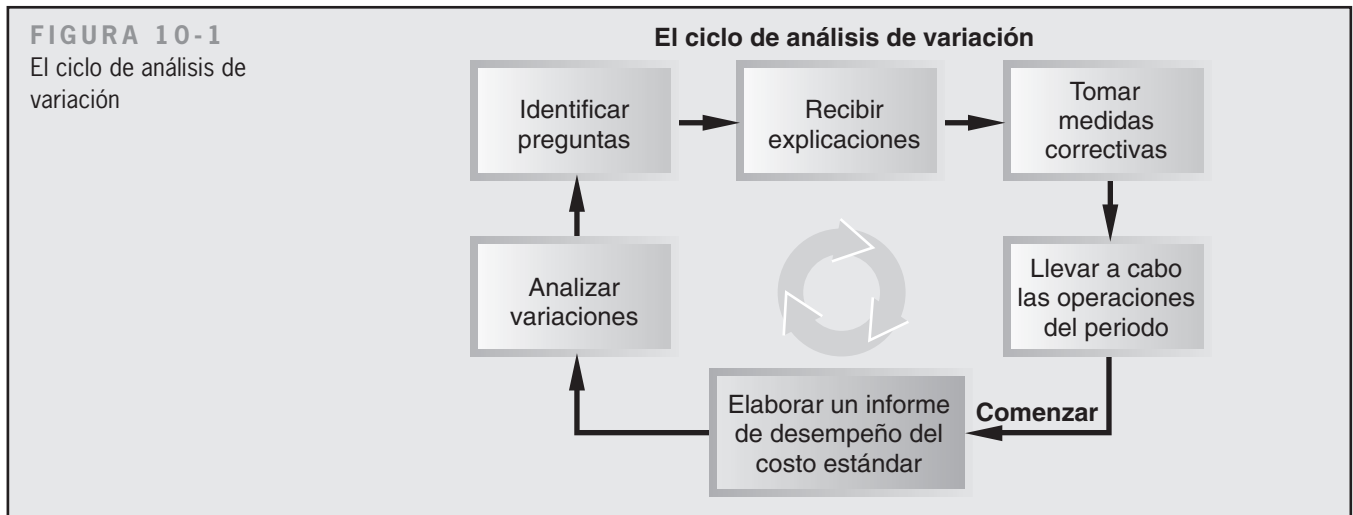 FIGURA 10-1
El ciclo de análisis de
variación
El ciclo de análisis de variación
Identificar
preguntas
Recibir
explicaciones
Tomar
medidas
correctivas
Analizar
variaciones
Llevar a cabo
las operaciones
del periodo
Elaborar un informe
de desempeño del
costo estándar
Comenzar